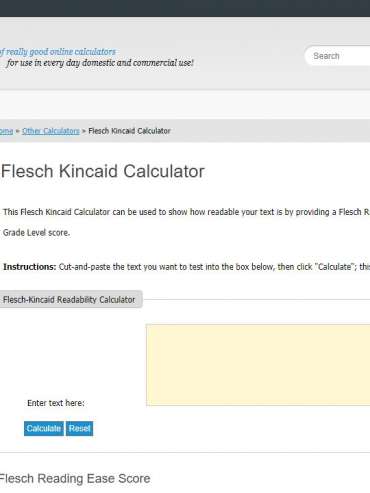 of really good online calculators
for use in every day domestic and commercial use!
Search
ome » Other Calculators » Flesch Kincaid Calculator
Flesch Kincaid Calculator
This Flesch Kincaid Calculator can be used to show how readable your text is by providing a Flesch R
Grade Level score.
Instructions: Cut-and-paste the text you want to test into the box below, then click "Calculate"; this
Flesch-Kincaid Readability Calculator
Enter text here:
Calculate Reset
Flesch Reading Ease Score